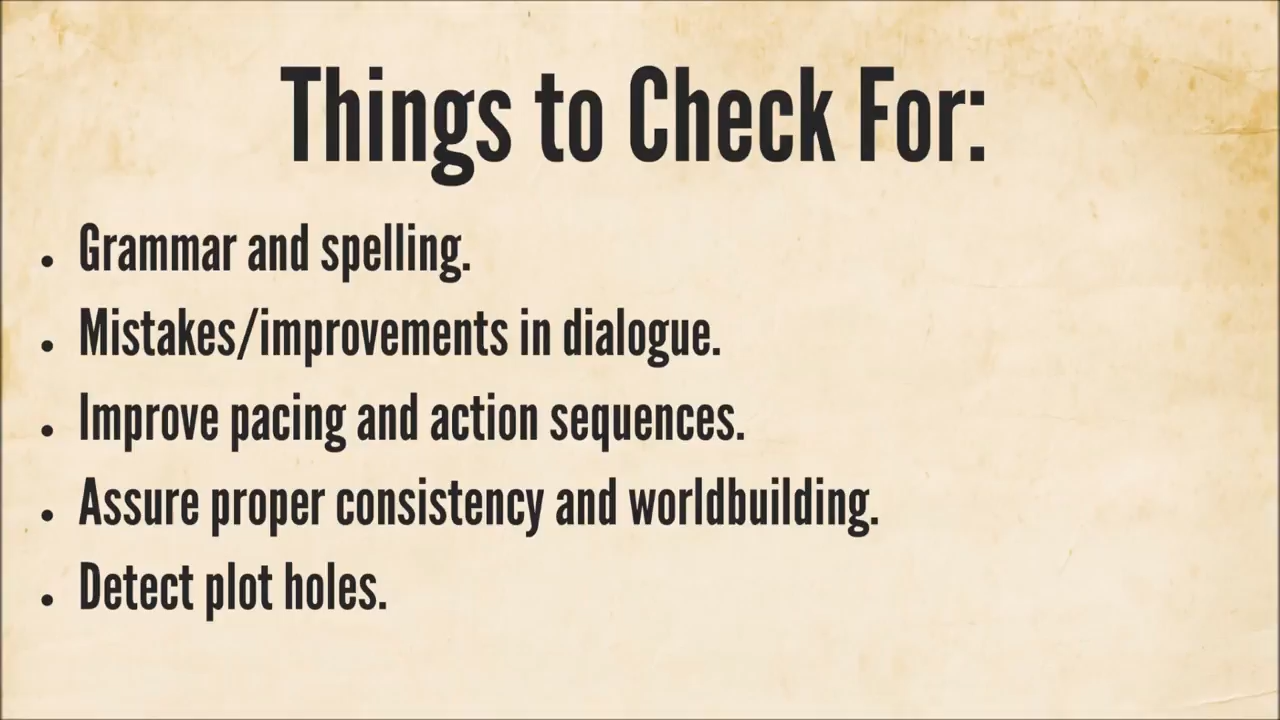 Things to Check For:
• Grammar and spelling.
• Mistakes/improvements in dialogue.
• Improve pacing and action sequences.
• Assure proper consistency and worldbuilding.
• Detect plot holes.